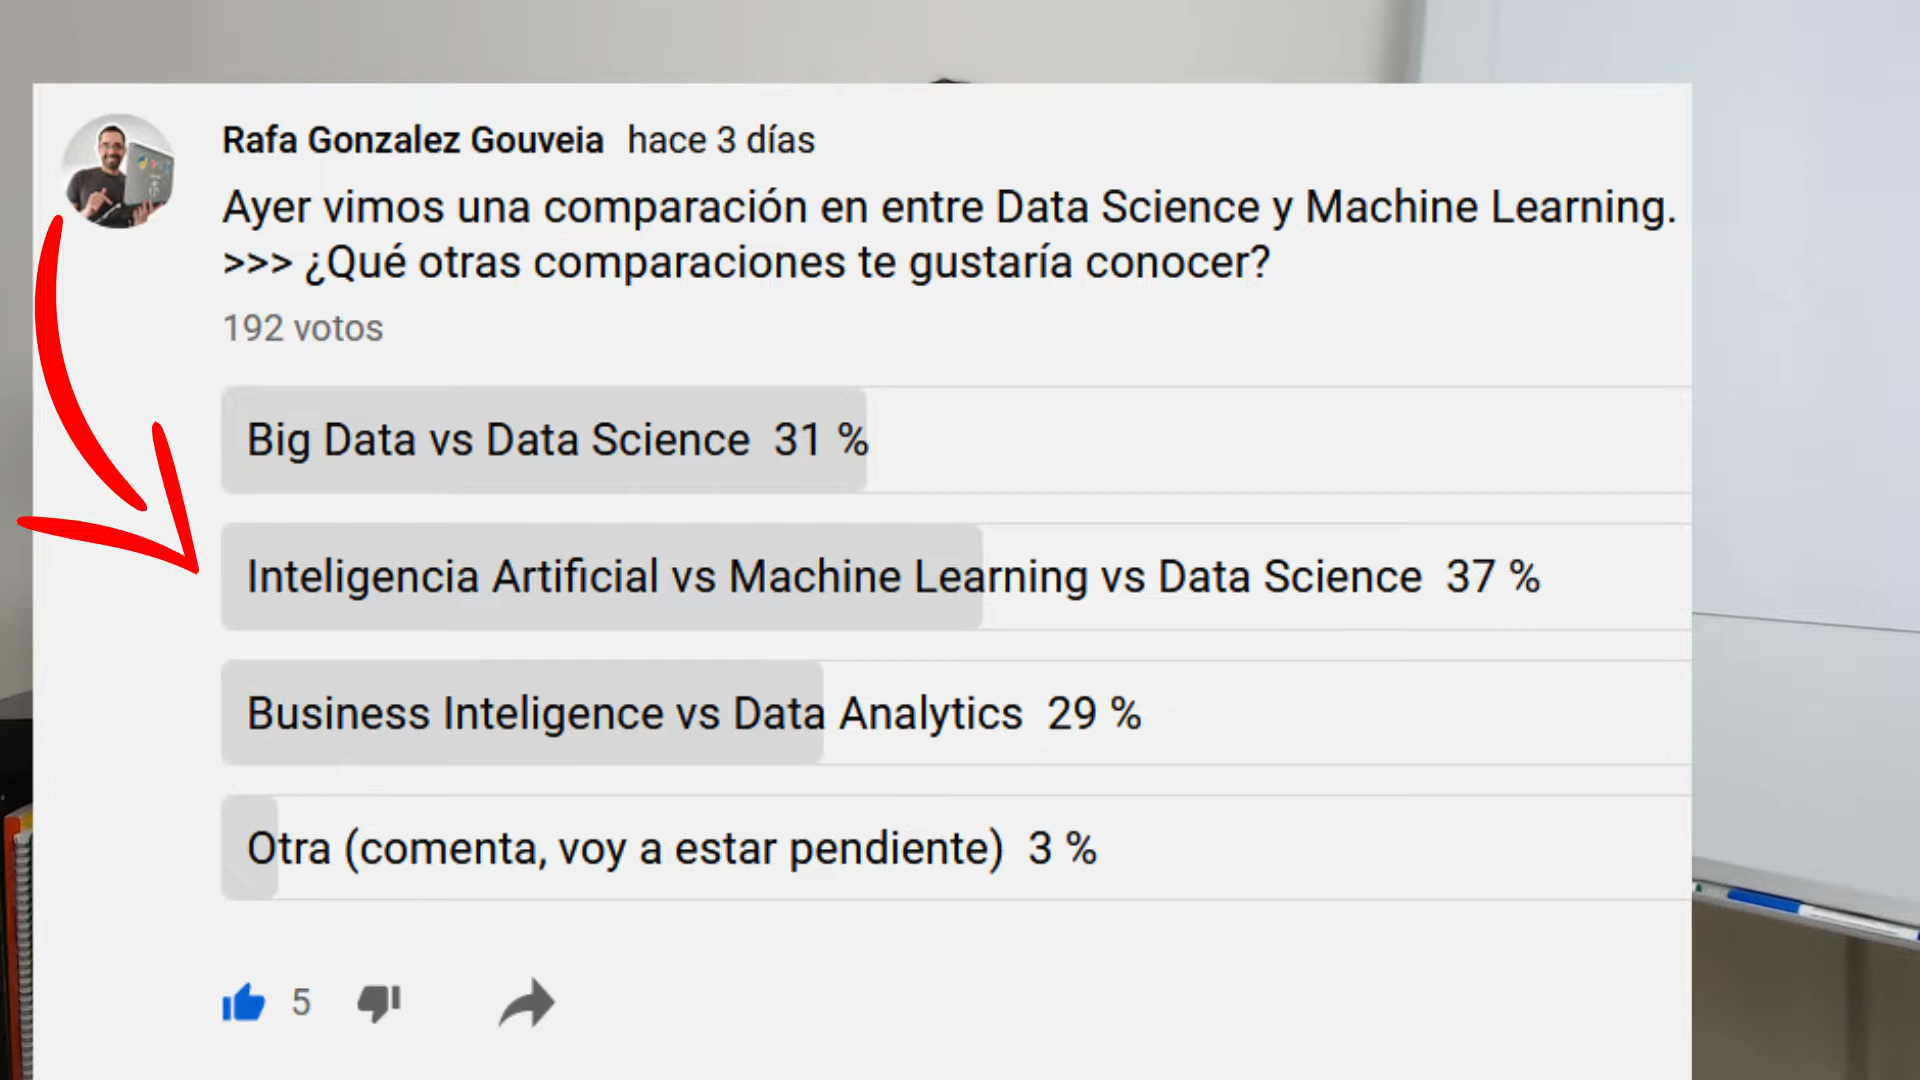 Rafa Gonzalez Gouveia hace 3 días
Ayer vimos una comparación en entre Data Science y Machine Learning.
>>> ¿Qué otras comparaciones te gustaría conocer?
192 votos
Big Data vs Data Science 31 %
Inteligencia Artificial vs Machine Learning vs Data Science 37 %
Business Inteligence vs Data Analytics 29 %
Otra (comenta, voy a estar pendiente) 3 %
5